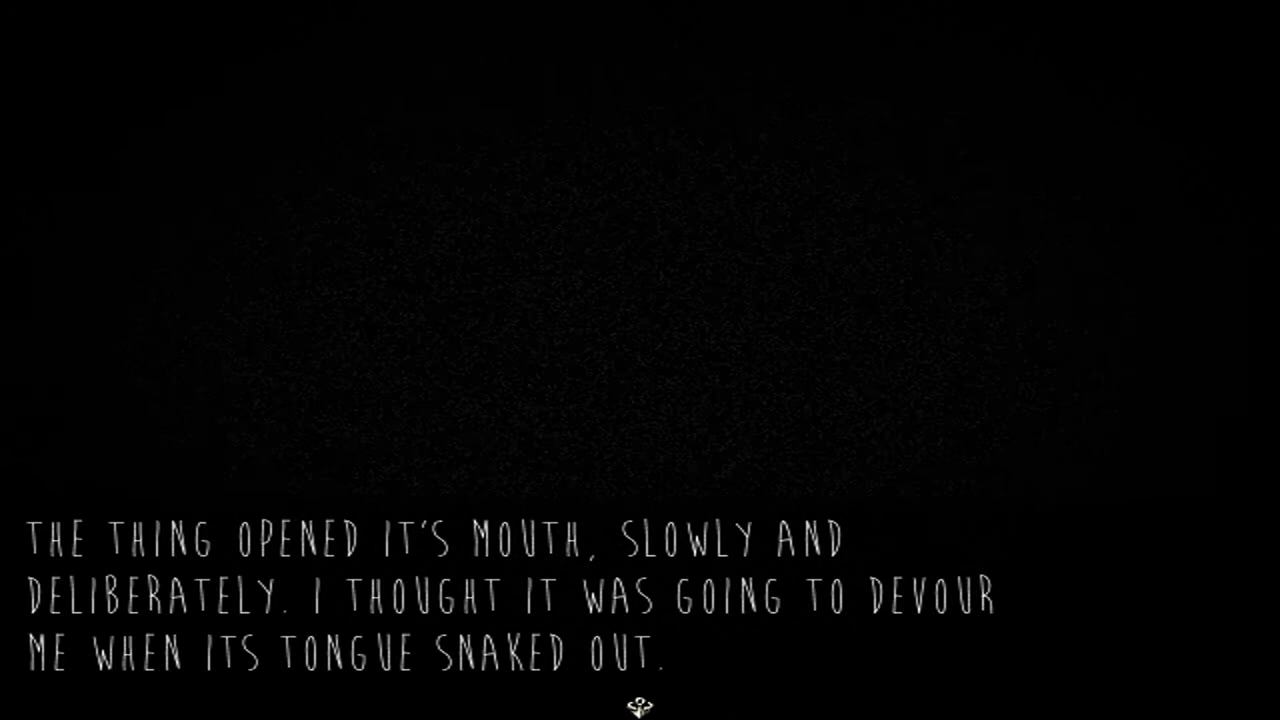 THE THING OPENED IT'S MOUTH, SLOWLY AND
DELIBERATELY. I THOUGHT IT WAS GOING TO DEVOUR
ME WHEN ITS TONGUE SNAKED OUT.